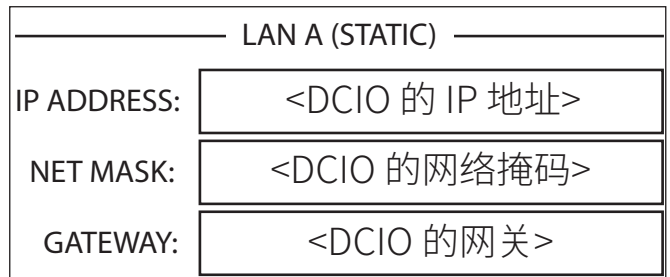 LAN A (STATIC)
IP ADDRESS: <DCIO 的 IP 地址>
NET MASK: <DCIO 的网络掩码>
GATEWAY: <DCIO 的网关>